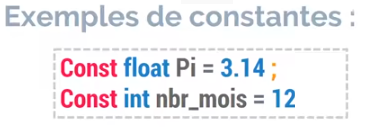 Exemples de constantes :
Const float Pi = 3.14 ;
Const int nbr_mois = 12